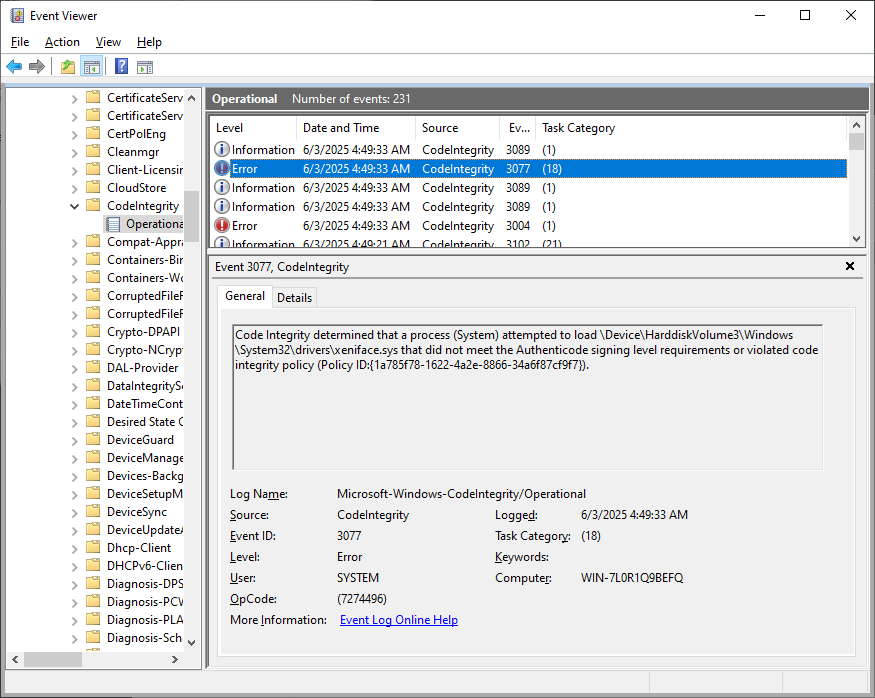 Event Viewer
File Action View Help
CertificateServ
CertificateServ
CertPolEng
Cleanmgr
Client-Licensin
CloudStore
CodeIntegrity
Operationa
Compat-Appra
Containers-Bin
Containers-Wc
CorruptedFileF
CorruptedFileF
Crypto-DPAPI
Crypto-NCryp
DAL-Provider
DataIntegritySc
DateTimeCont
Desired State C
DeviceGuard
DeviceManage
Devices-Backg
DeviceSetupM
DeviceSync
DeviceUpdateA
Dhcp-Client
DHCPv6-Clien
Diagnosis-DPS
Diagnosis-PCW
Diagnosis-PLA
Diagnosis-Sch
Operational Number of events: 231
Level Date and Time Source Ev... Task Category
Information 6/3/2025 4:49:33 AM CodeIntegrity 3089 (1)
Error 6/3/2025 4:49:33 AM CodeIntegrity 3077 (18)
Information 6/3/2025 4:49:33 AM CodeIntegrity 3089 (1)
Information 6/3/2025 4:49:33 AM CodeIntegrity 3089 (1)
Error 6/3/2025 4:49:33 AM CodeIntegrity 3004 (1)
Information 6/3/2025 4:49:21 AM CodeIntegrity 3102 (21)
Event 3077, CodeIntegrity
General Details
Code Integrity determined that a process (System) attempted to load \Device\HarddiskVolume3\Windows
\System32\drivers\xeniface.sys that did not meet the Authenticode signing level requirements or violated code
integrity policy (Policy ID:{1a785f78-1622-4a2e-8866-34a6f87cf9f7}).
Log Name: Microsoft-Windows-CodeIntegrity/Operational
Source: CodeIntegrity Logged: 6/3/2025 4:49:33 AM
Event ID: 3077 Task Category: (18)
Level: Error Keywords:
User: SYSTEM Computer: WIN-7L0R1Q9BEFQ
OpCode: (7274496)
More Information: Event Log Online Help